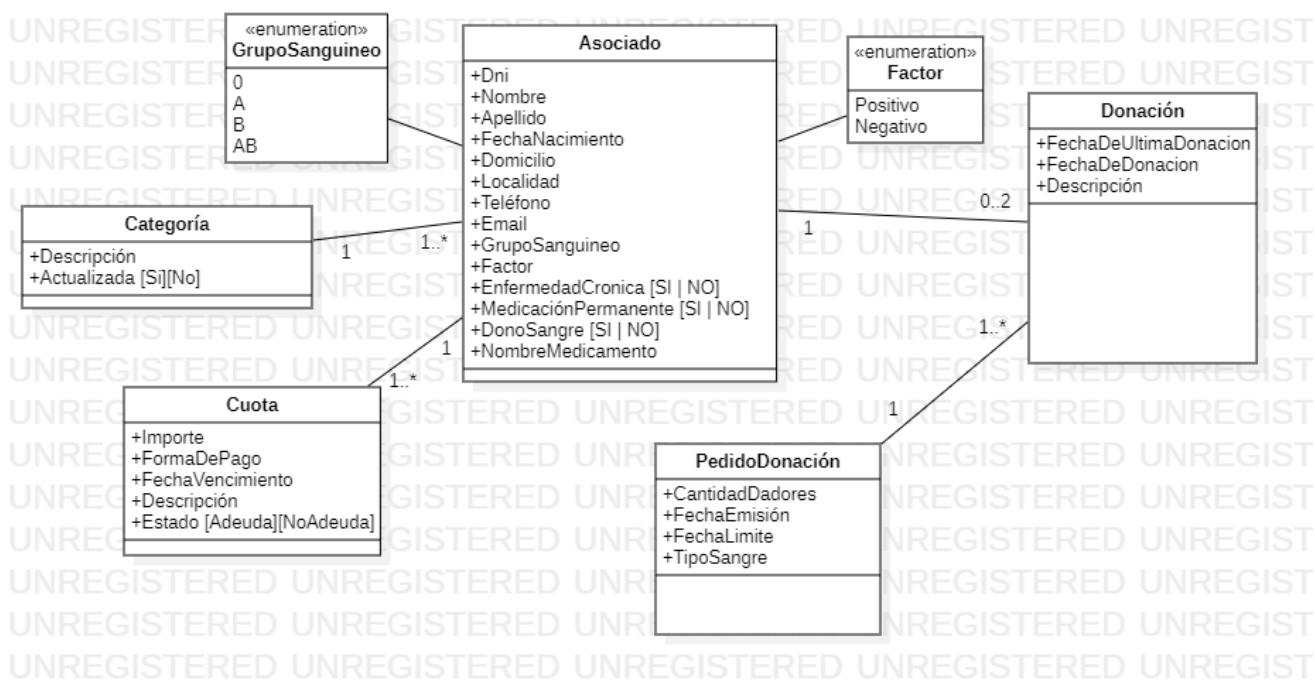 «enumeration»
GrupoSanguineo
0
A
B
AB
Asociado
+Dni
+Nombre
+Apellido
+FechaNacimiento
+Domicilio
+Localidad
+Teléfono
+Email
+GrupoSanguineo
+Factor
+EnfermedadCronica [SI | NO]
+MedicaciónPermanente [SI | NO]
+DonoSangre [SI | NO]
+NombreMedicamento
«enumeration»
Factor
Positivo
Negativo
Donación
+FechaDeUltimaDonacion
+FechaDeDonacion
+Descripción
0..2
1
Categoría
+Descripción
+Actualizada [Si][No]
1
1..*
1
1..*
Cuota
+Importe
+FormaDePago
+FechaVencimiento
+Descripción
+Estado [Adeuda][NoAdeuda]
1..*
1
PedidoDonación
+CantidadDadores
+FechaEmisión
+FechaLimite
+TipoSangre
UNREGISTERED UNREGISTERED UNREGISTERED UNREGISTERED UNREGIST